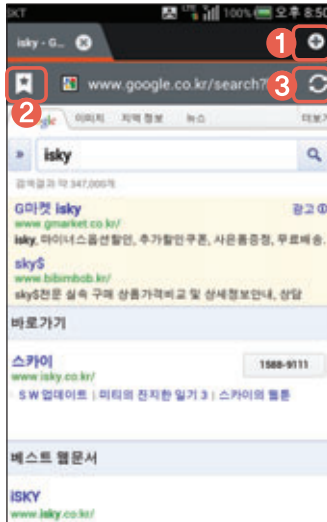 SKT 100% 오후 8:50
isky - G... 1
2 www.google.co.kr/search? 3
gle 이미지 지역 정보 뉴스 더보기
» isky
검색결과 약 347,000개
G마켓 isky 광고
www.gmarket.co.kr/
isky, 마이너스옵션할인, 추가할인쿠폰, 사은품증정, 무료배송.
sky$
www.bibimbob.kr/
sky$전문 실속 구매 상품가격비교 및 상세정보안내, 상담
바로가기
스카이 1588-9111
www.isky.co.kr/
SW 업데이트 | 미티의 진지한 일기 3 | 스카이의 웹툰
베스트 웹문서
iSKY
www.isky.co.kr/